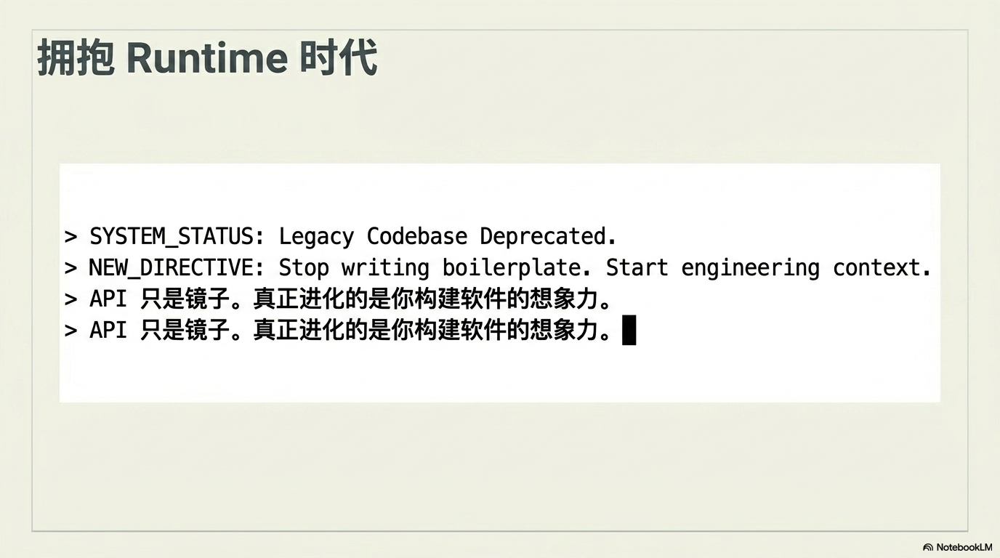 拥抱 Runtime 时代
> SYSTEM_STATUS: Legacy Codebase Deprecated.
> NEW_DIRECTIVE: Stop writing boilerplate. Start engineering context.
> API 只是镜子。真正进化的是你构建软件的想象力。
> API 只是镜子。真正进化的是你构建软件的想象力。
NotebookLM